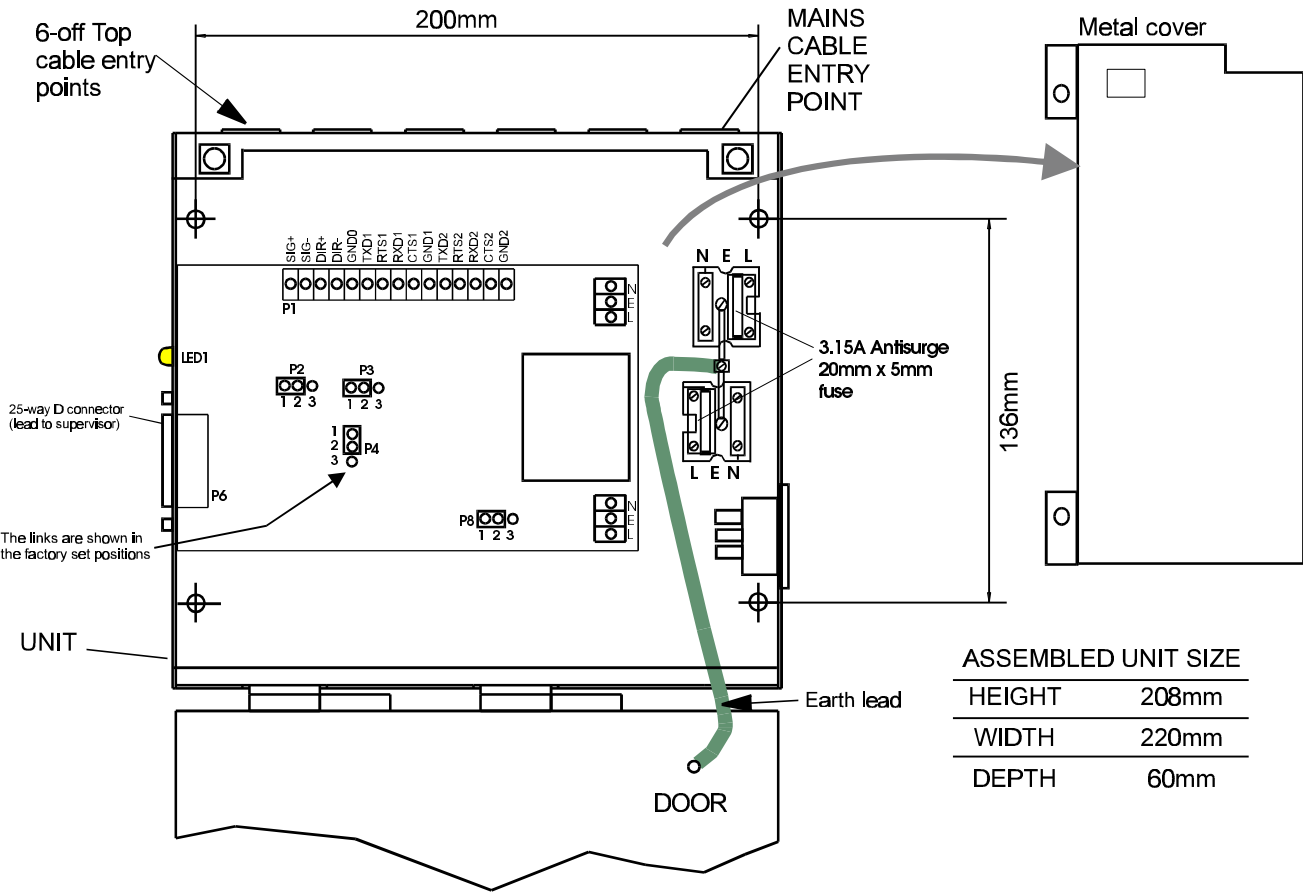 200mm
6-off Top
cable entry
points
MAINS
CABLE
ENTRY
POINT
Metal cover
SIG+
SIG-
DIR+
DIR-
GND0
TXD1
RTS1
RXD1
CTS1
GND1
TXD2
RTS2
RXD2
CTS2
GND2
P1
N
E
L
N E L
3.15A Antisurge
20mm x 5mm
fuse
LED1
P2
1 2 3
P3
1 2 3
25-way D connector
(lead to supervisor)
1
2
3
P4
136mm
L E N
P6
P8
1 2 3
N
E
L
The links are shown in
the factory set positions
UNIT
Earth lead
DOOR
ASSEMBLED UNIT SIZE
HEIGHT 208mm
WIDTH 220mm
DEPTH 60mm